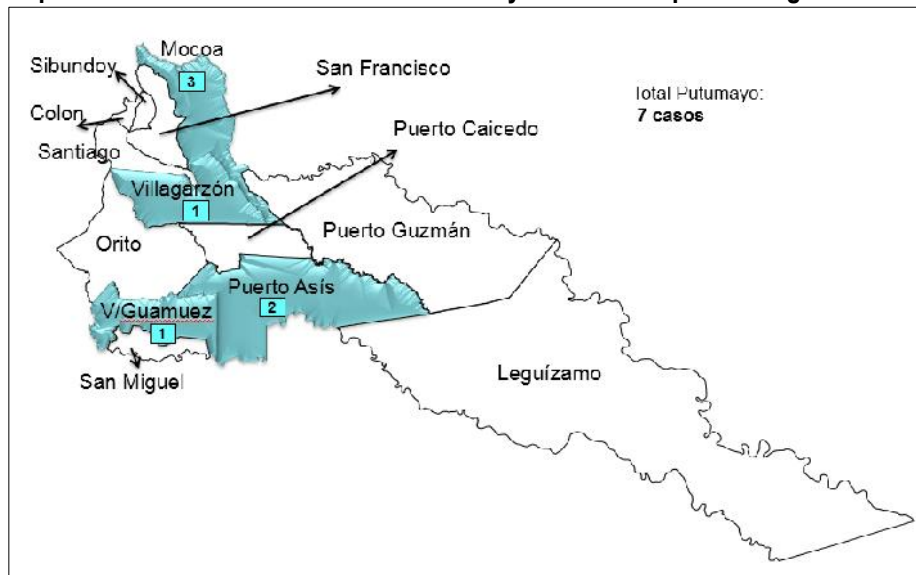 Mocoa
3
Sibundoy
San Francisco
Total Putumayo:
7 casos
Colon
Puerto Caicedo
Santiago
Villagarzón
1
Puerto Guzmán
Orito
Puerto Asís
2
V/Guamuez
1
San Miguel
Leguízamo